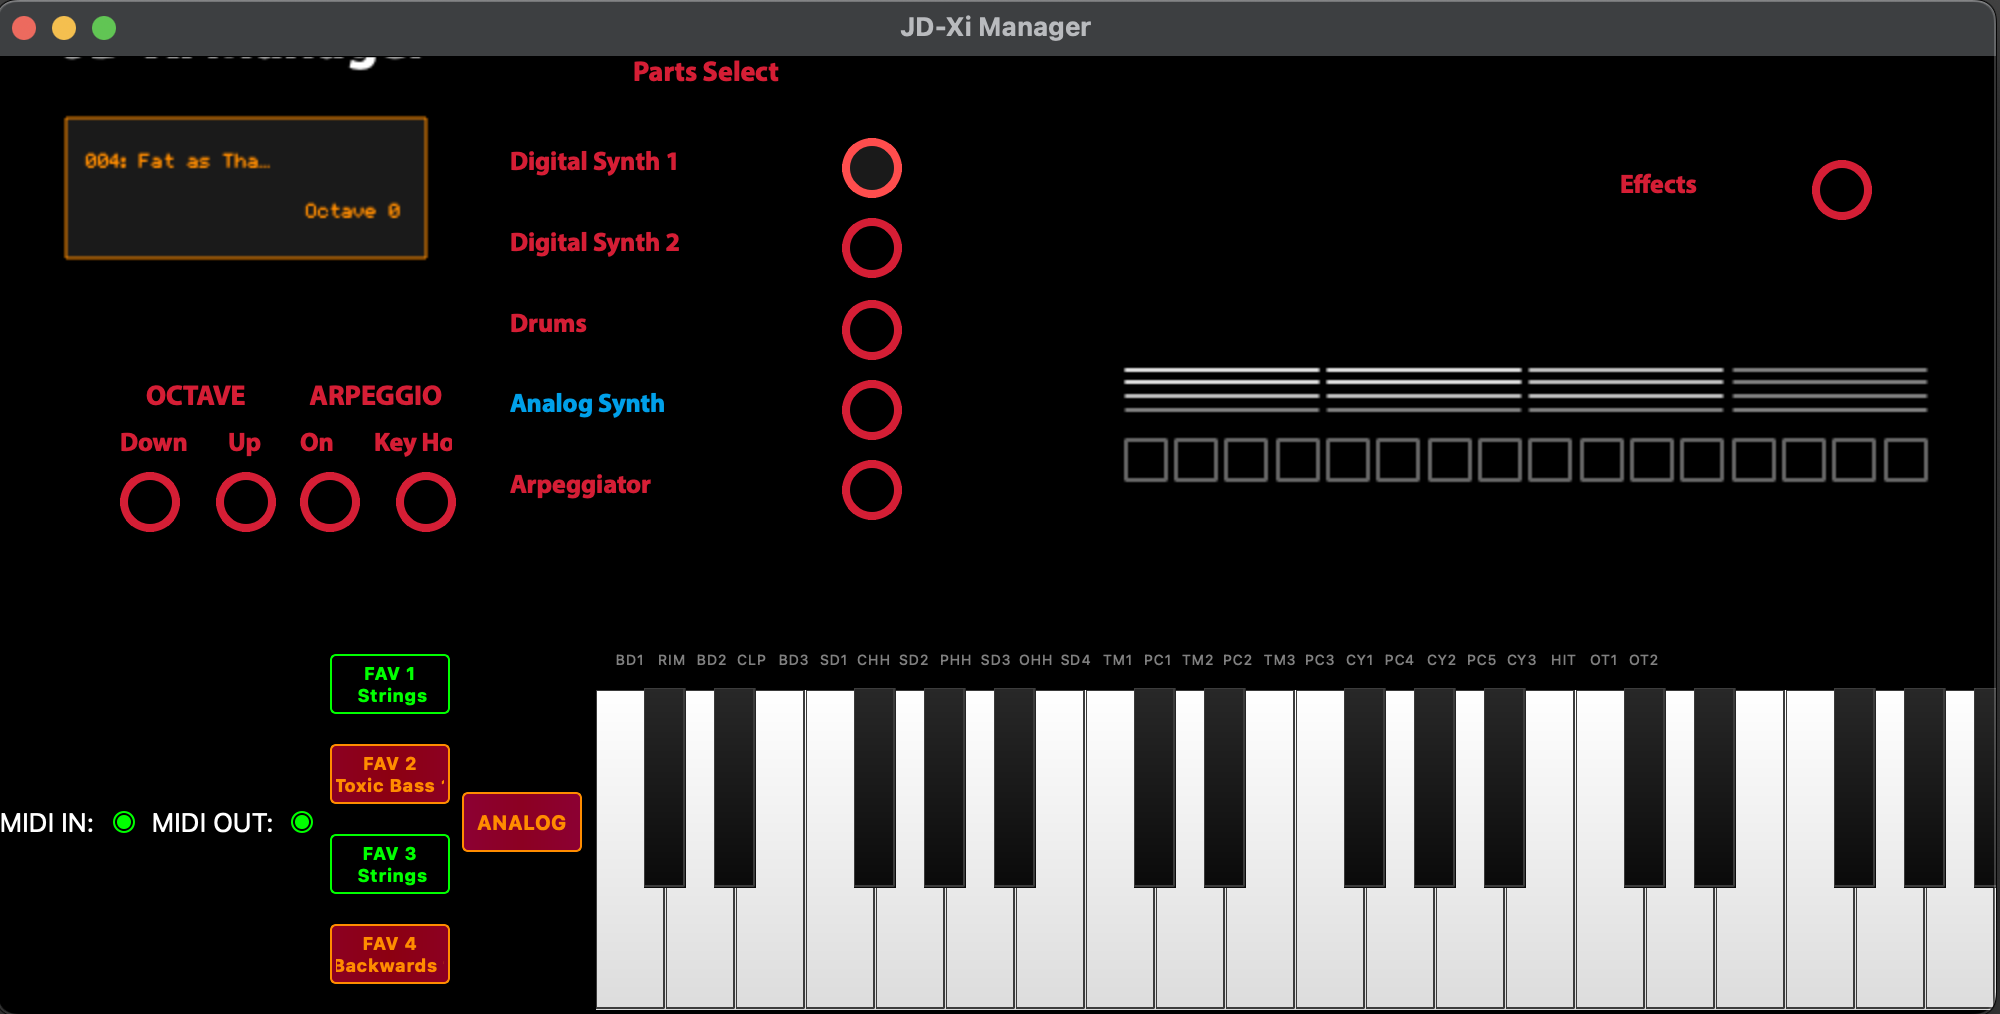 JD-Xi Manager
Parts Select
004: Fat as Tha…
Octave 0
Digital Synth 1
Digital Synth 2
Drums
Analog Synth
Arpeggiator
Effects
OCTAVE ARPEGGIO
Down Up On Key Ho
BD1 RIM BD2 CLP BD3 SD1 CHH SD2 PHH SD3 OHH SD4 TM1 PC1 TM2 PC2 TM3 PC3 CY1 PC4 CY2 PC5 CY3 HIT OT1 OT2
FAV 1
Strings
FAV 2
Toxic Bass
MIDI IN: MIDI OUT:
ANALOG
FAV 3
Strings
FAV 4
Backwards